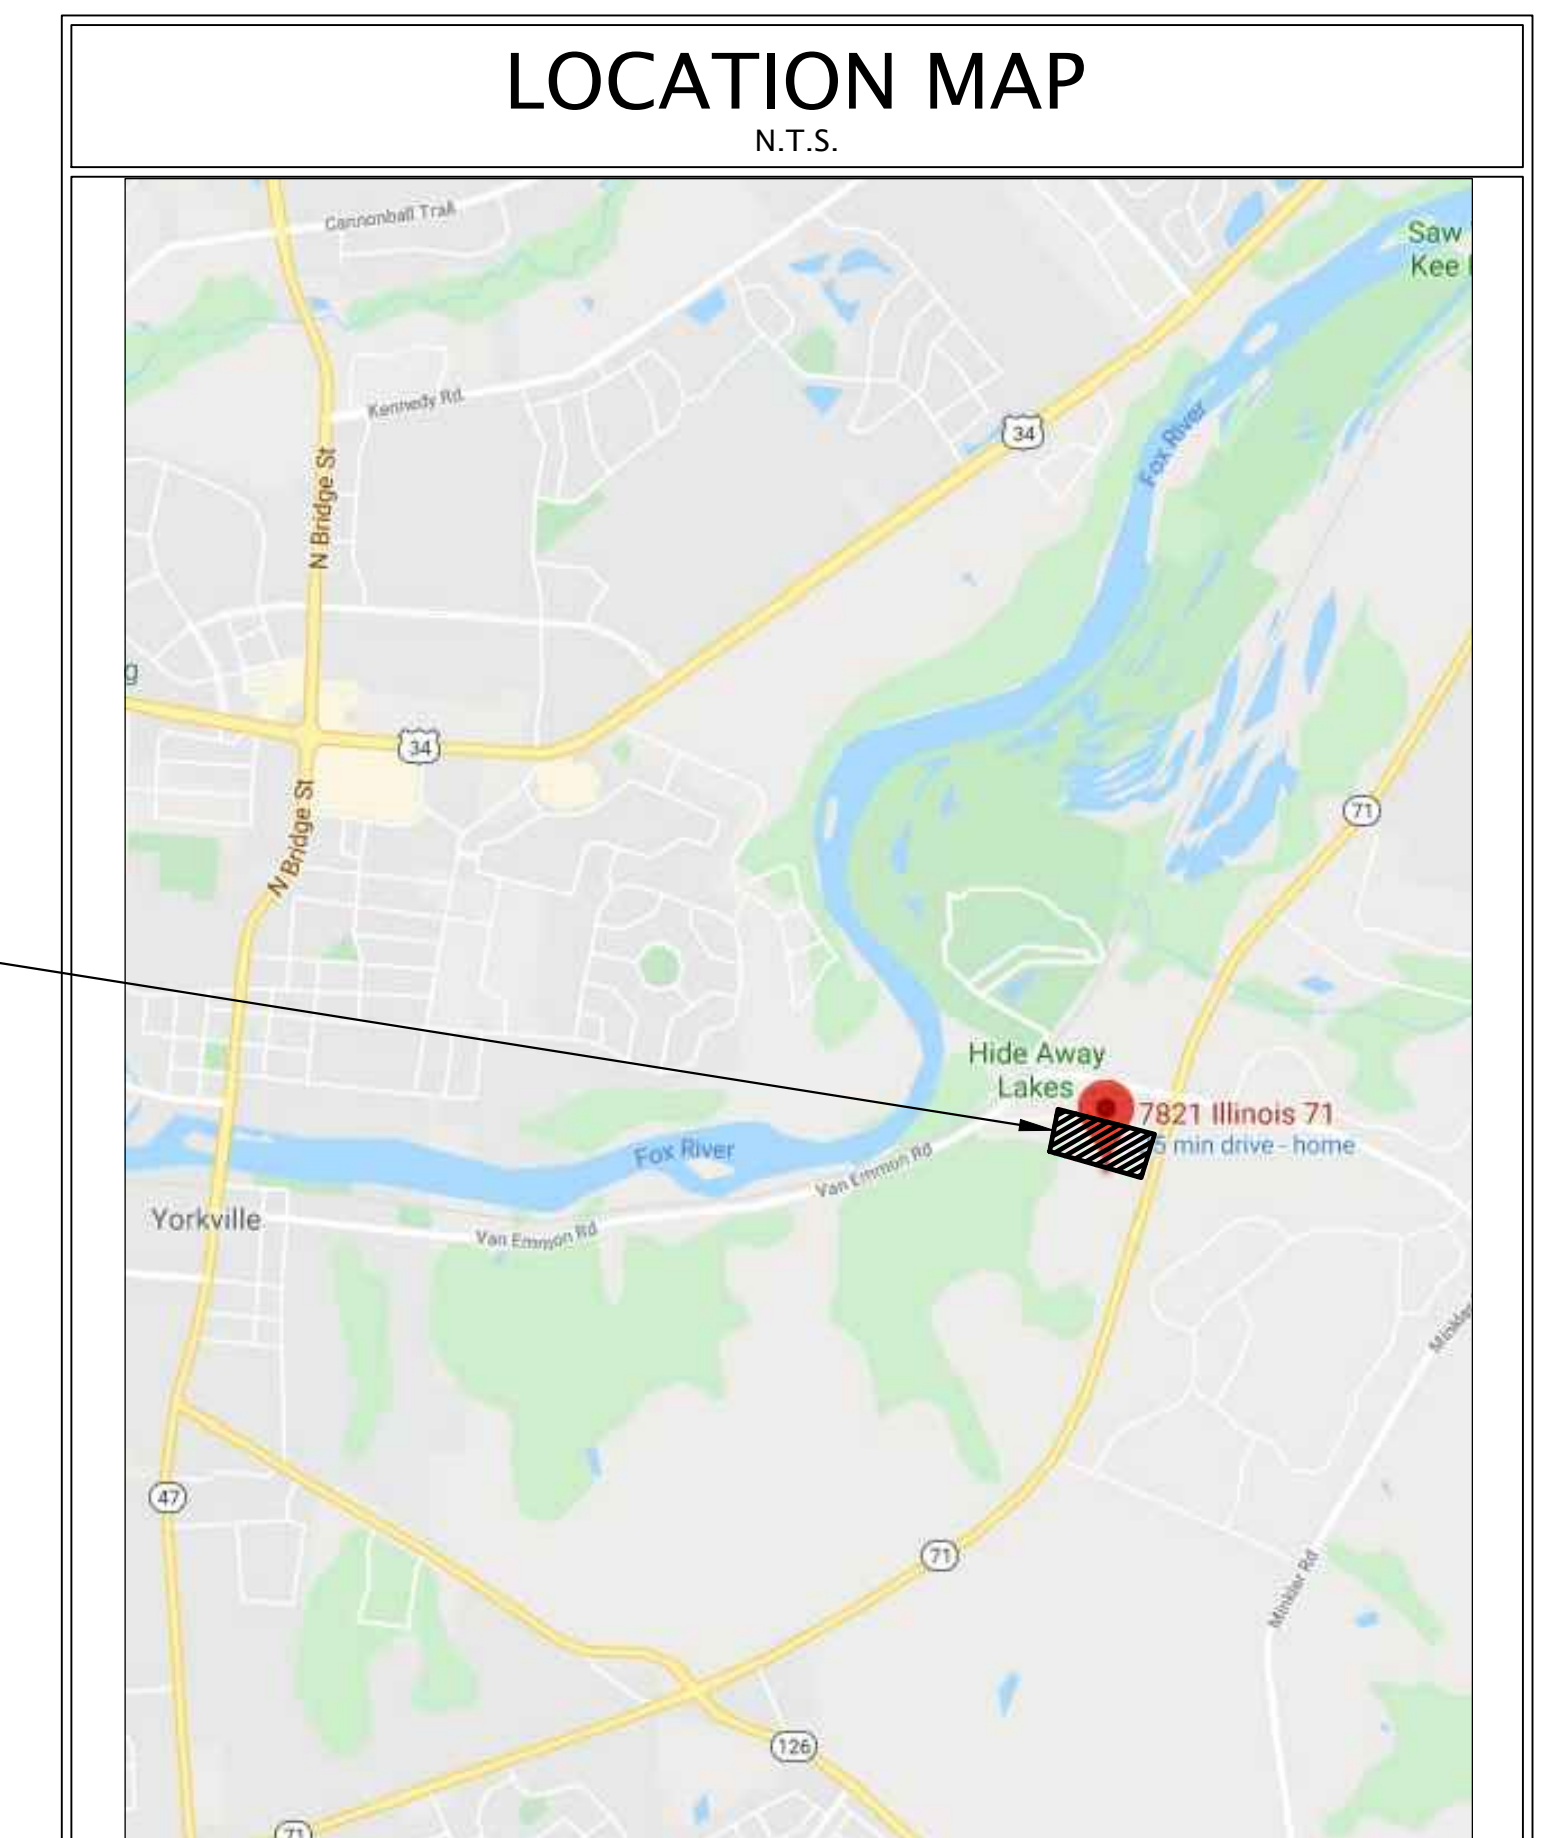 LOCATION MAP
N.T.S.
Cannonball Trail
Saw
Kee
Kennedy Rd
34
Fox River
N Bridge St
g
34
N Bridge St
71
Hide Away
Lakes
7821 Illinois 71
5 min drive - home
Fox River
Van Emmon Rd
Yorkville
Van Emmon Rd
47
71
Minkler Rd
126
71